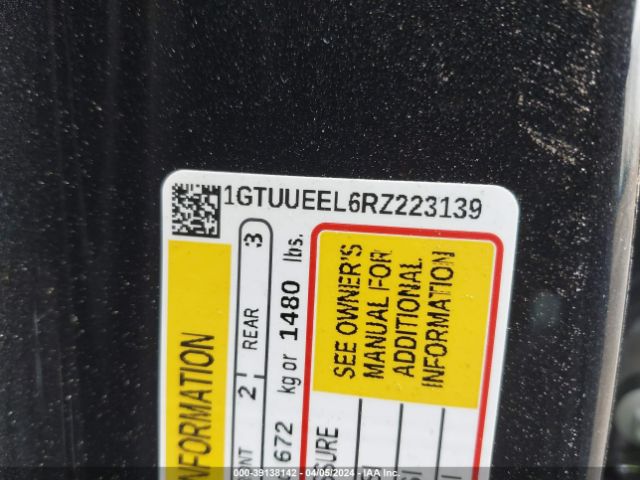 1GTUUEEL6RZ223139
NFORMATION
NT 2 REAR 3
672 kg or 1480 lbs.
SEE OWNER'S
MANUAL FOR
ADDITIONAL
INFORMATION
SURE
000-39138142 - 04/05/2024 - IAA Inc.